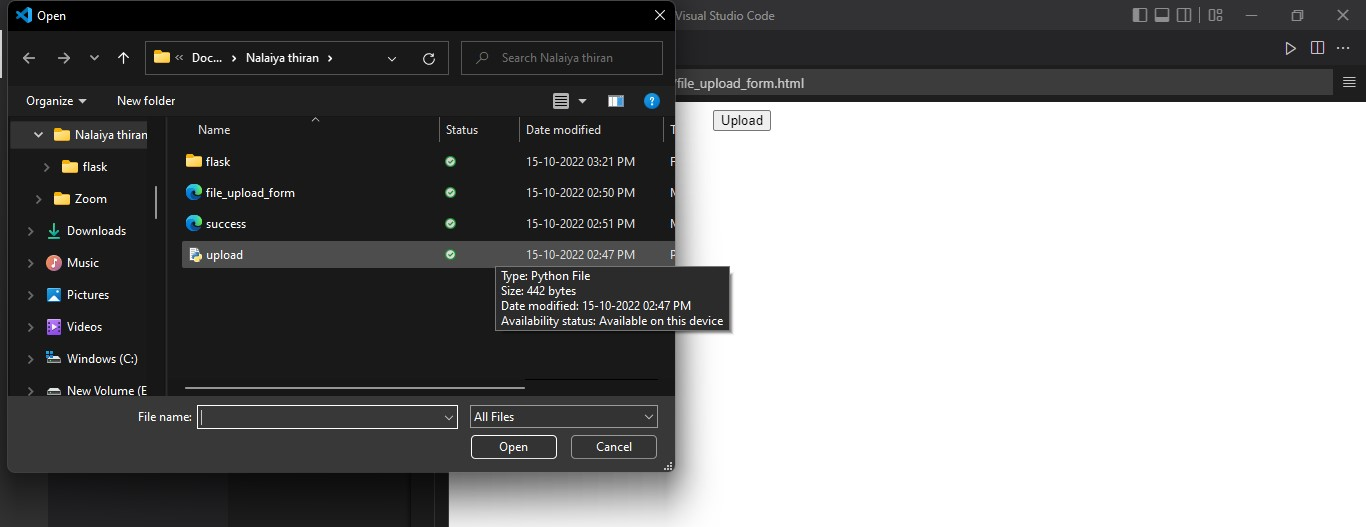 Open
Visual Studio Code
Doc... Nalaiya thiran
Search Nalaiya thiran
/file_upload_form.html
Organize New folder
Upload
Nalaiya thiran
flask
Zoom
Downloads
Music
Pictures
Videos
Windows (C:)
New Volume (E
Name Status Date modified T
flask 15-10-2022 03:21 PM F
file_upload_form 15-10-2022 02:50 PM M
success 15-10-2022 02:51 PM M
upload 15-10-2022 02:47 PM P
Type: Python File
Size: 442 bytes
Date modified: 15-10-2022 02:47 PM
Availability status: Available on this device
File name: All Files
Open Cancel